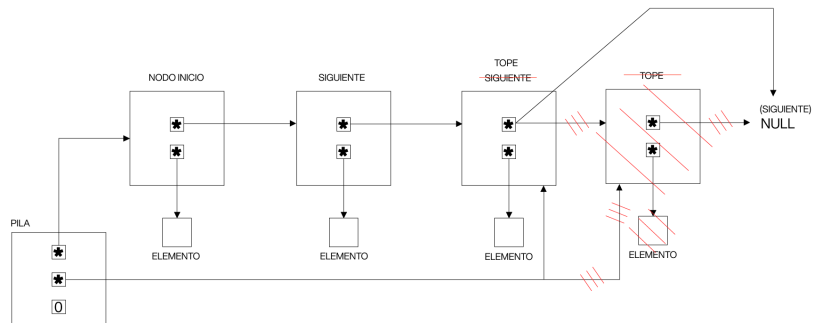 TOPE
NODO INICIO
SIGUIENTE
SIGUIENTE
TOPE
(SIGUIENTE)
NULL
*
*
*
*
*
*
*
*
PILA
ELEMENTO
ELEMENTO
ELEMENTO
ELEMENTO
*
*
0